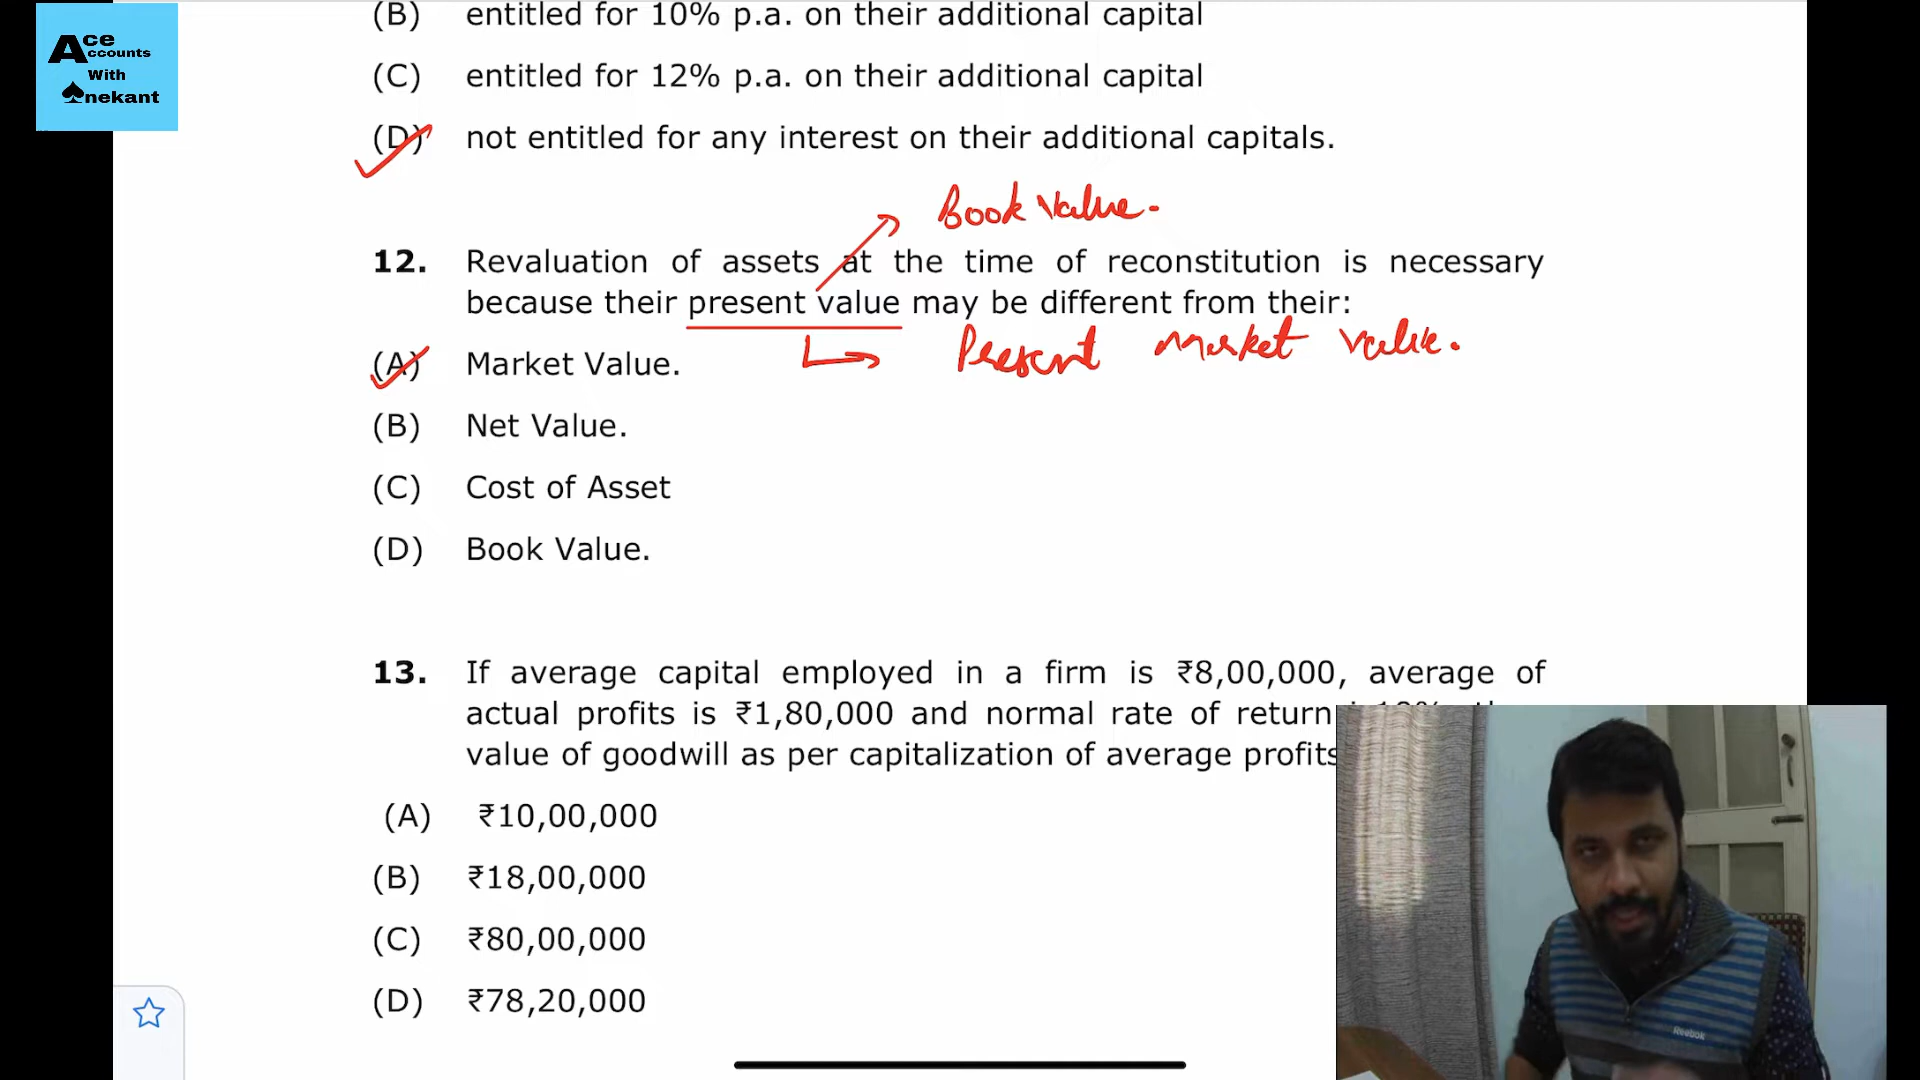 (B) entitled for 10% p.a. on their additional capital
Ace
Accounts
With
Anekant
(C) entitled for 12% p.a. on their additional capital
(D) not entitled for any interest on their additional capitals.
Book Value.
12. Revaluation of assets at the time of reconstitution is necessary
because their present value may be different from their:
Present market value.
(A) Market Value.
(B) Net Value.
(C) Cost of Asset
(D) Book Value.
13. If average capital employed in a firm is ₹8,00,000, average of
actual profits is ₹1,80,000 and normal rate of return
value of goodwill as per capitalization of average profits
(A) ₹10,00,000
(B) ₹18,00,000
(C) ₹80,00,000
(D) ₹78,20,000
Reebok